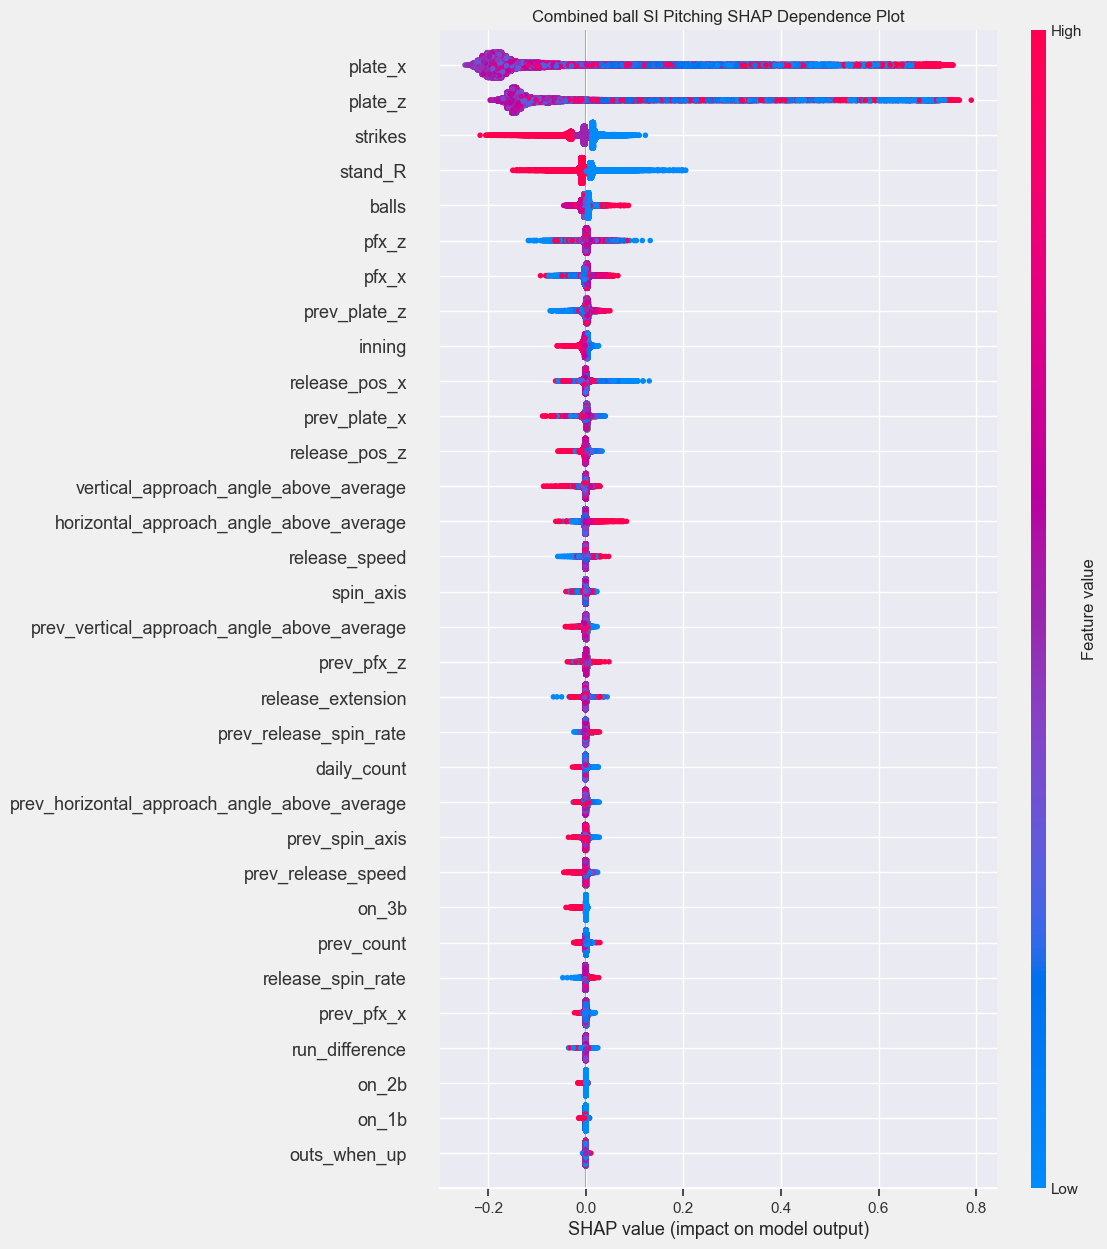 Combined ball SI Pitching SHAP Dependence Plot
High
plate_x
plate_z
strikes
stand_R
balls
pfx_z
pfx_x
prev_plate_z
inning
release_pos_x
prev_plate_x
release_pos_z
vertical_approach_angle_above_average
horizontal_approach_angle_above_average
release_speed
spin_axis
prev_vertical_approach_angle_above_average
prev_pfx_z
release_extension
prev_release_spin_rate
daily_count
prev_horizontal_approach_angle_above_average
prev_spin_axis
prev_release_speed
on_3b
prev_count
release_spin_rate
prev_pfx_x
run_difference
on_2b
on_1b
outs_when_up
Feature value
Low
−0.2 0.0 0.2 0.4 0.6 0.8
SHAP value (impact on model output)